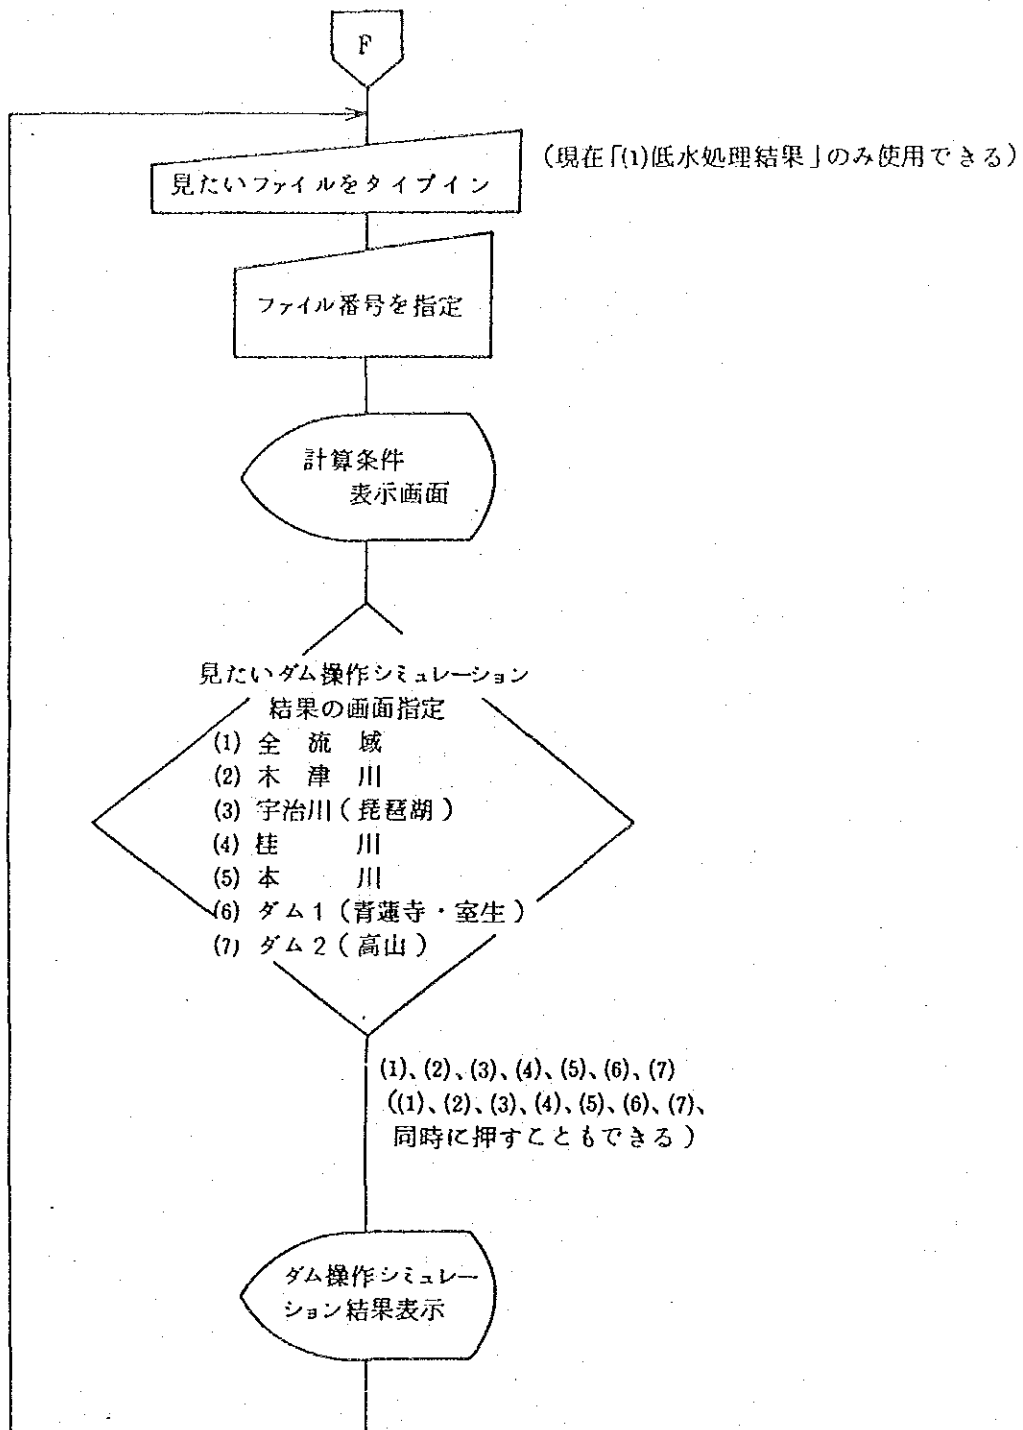 F
(現在「(1)低水処理結果」のみ使用できる)
見たいファイルをタイプイン
ファイル番号を指定
計算条件
表示画面
見たいダム操作シミュレーション
結果の画面指定
(1) 全 流 域
(2) 木 津 川
(3) 宇治川(琵琶湖)
(4) 桂 川
(5) 本 川
(6) ダム1(青蓮寺・室生)
(7) ダム2(高山)
(1)、(2)、(3)、(4)、(5)、(6)、(7)
((1)、(2)、(3)、(4)、(5)、(6)、(7)、
同時に押すこともできる)
ダム操作シミュレー
ション結果表示